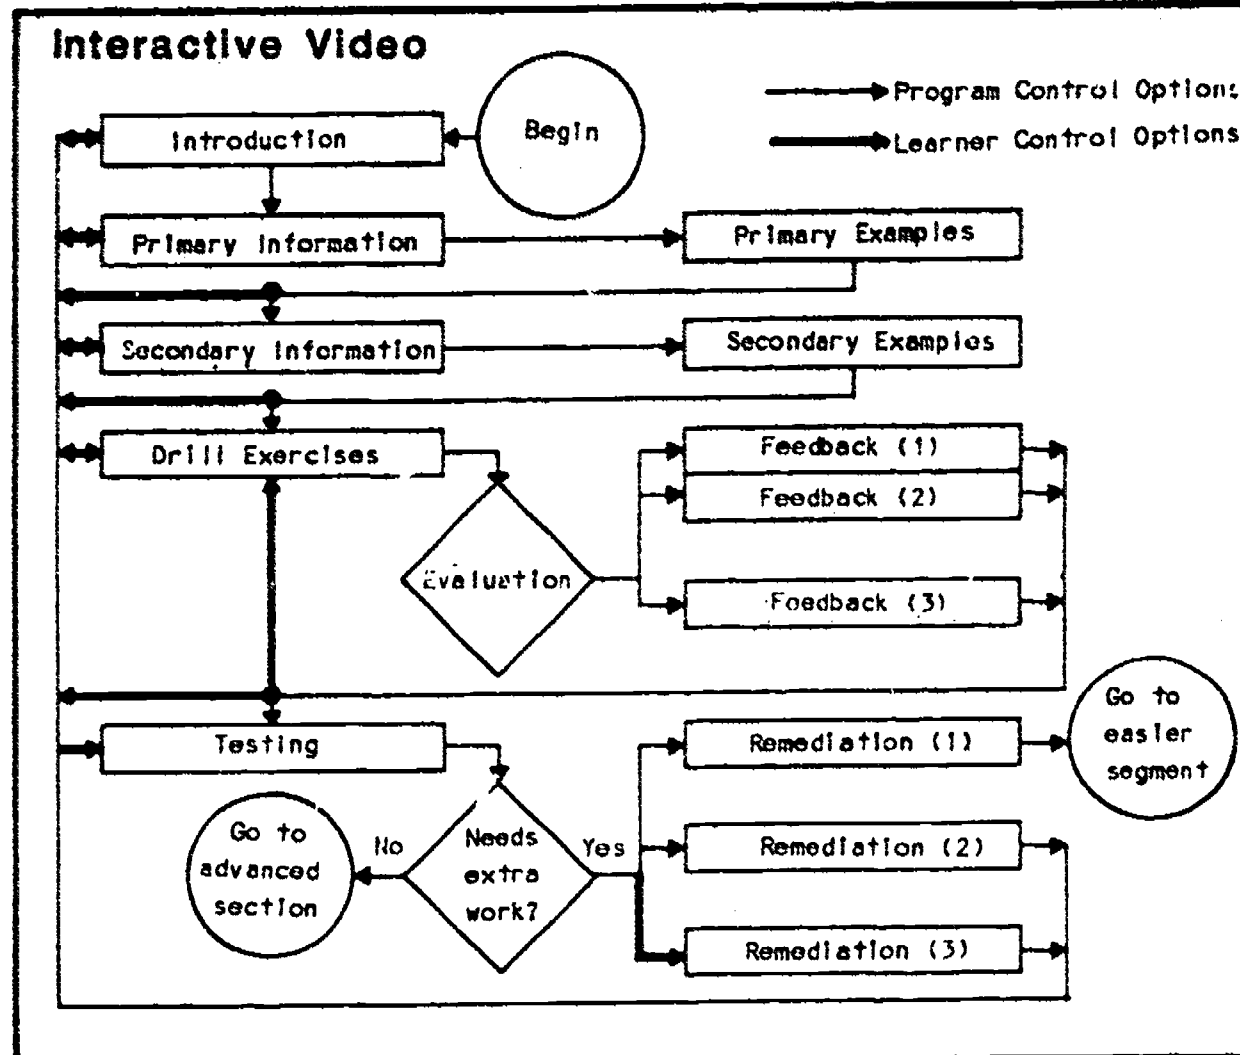 Interactive Video
Begin
Program Control Options
Learner Control Options
Introduction
Primary Information
Primary Examples
Secondary Information
Secondary Examples
Drill Exercises
Feedback (1)
Feedback (2)
Evaluation
Feedback (3)
Testing
Remediation (1)
Go to
easier
segment
Go to
advanced
section
No
Needs
extra
work?
Yes
Remediation (2)
Remediation (3)